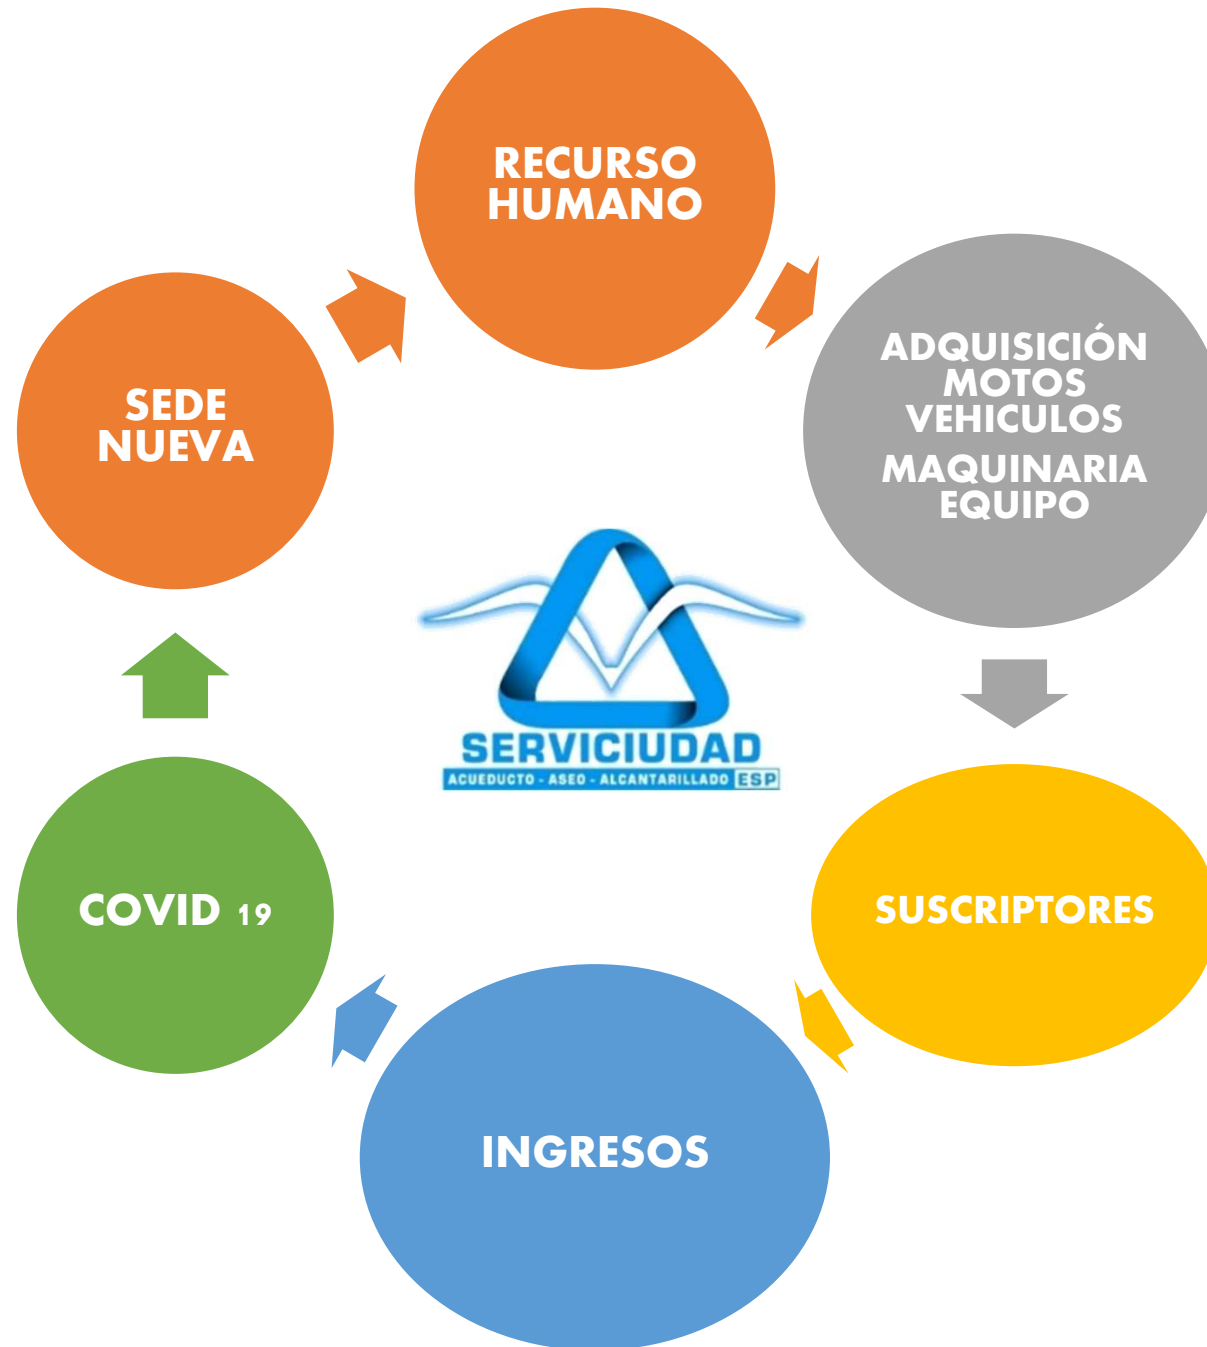 RECURSO
HUMANO
ADQUISICIÓN
MOTOS
VEHICULOS
MAQUINARIA
EQUIPO
SUSCRIPTORES
INGRESOS
COVID 19
SEDE
NUEVA
SERVICIUDAD
ACUEDUCTO - ASEO - ALCANTARILLADO ESP